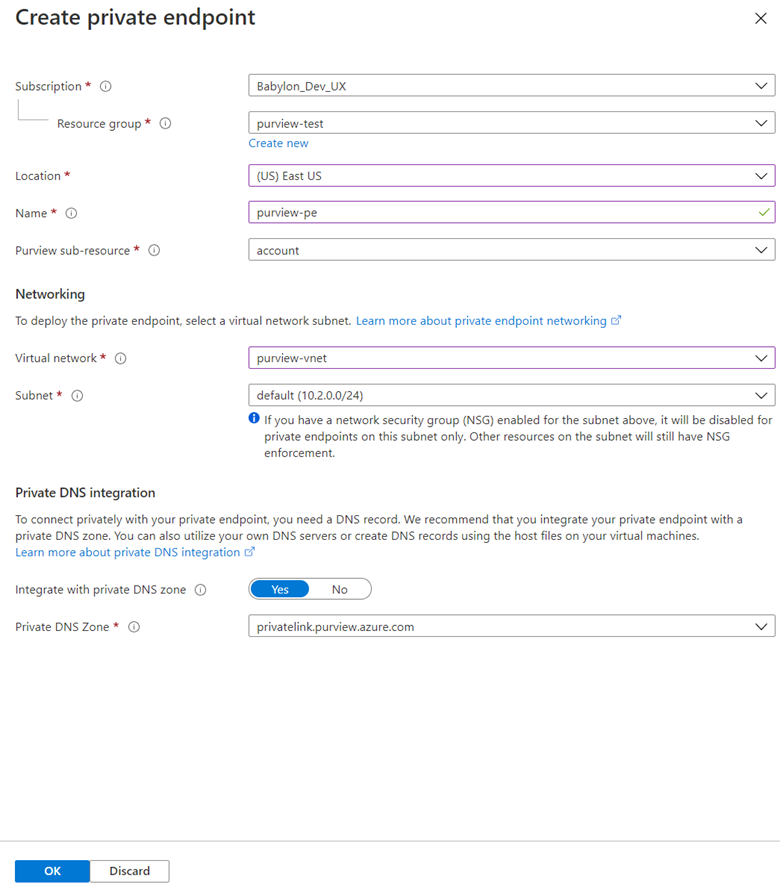 Create private endpoint
Subscription *
Babylon_Dev_UX
Resource group *
purview-test
Create new
Location *
(US) East US
Name *
purview-pe
Purview sub-resource *
account
Networking
To deploy the private endpoint, select a virtual network subnet. Learn more about private endpoint networking
Virtual network *
purview-vnet
Subnet *
default (10.2.0.0/24)
If you have a network security group (NSG) enabled for the subnet above, it will be disabled for
private endpoints on this subnet only. Other resources on the subnet will still have NSG
enforcement.
Private DNS integration
To connect privately with your private endpoint, you need a DNS record. We recommend that you integrate your private endpoint with a
private DNS zone. You can also utilize your own DNS servers or create DNS records using the host files on your virtual machines.
Learn more about private DNS integration
Integrate with private DNS zone
Yes No
Private DNS Zone *
privatelink.purview.azure.com
OK Discard